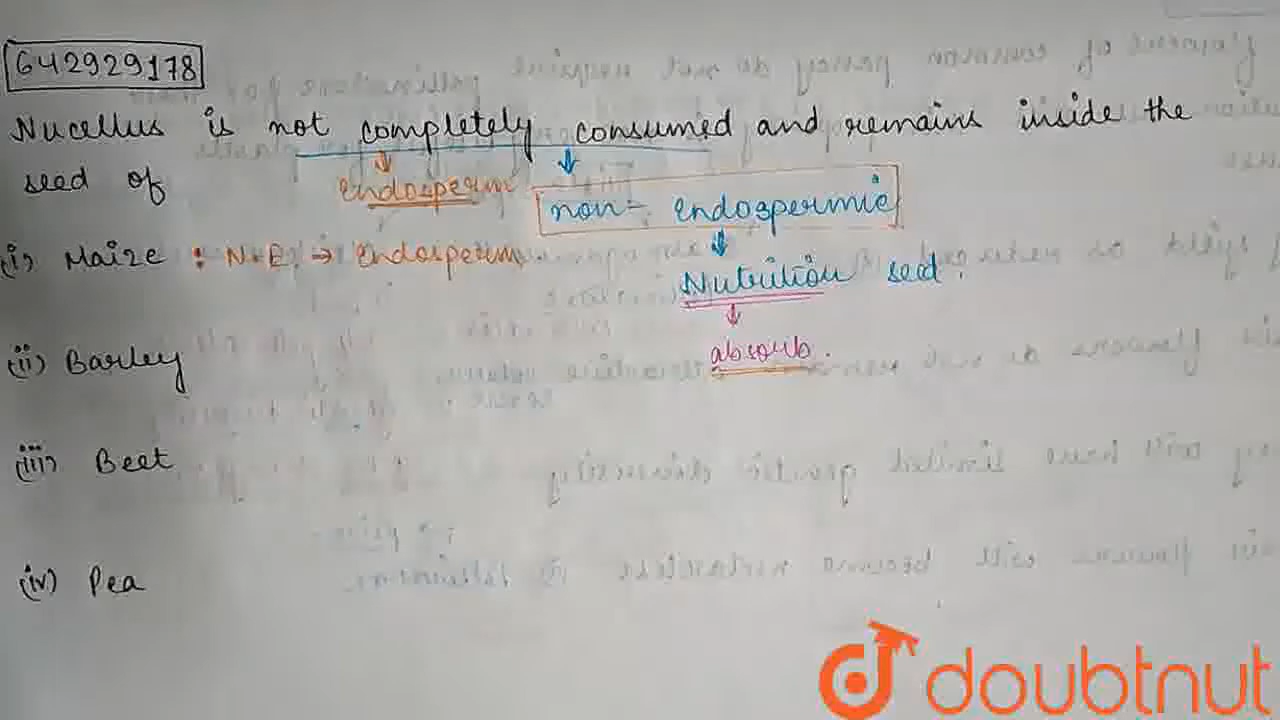 642929178
Nucellus is not completely consumed and remains inside the
seed of
endosperm
non- endospermic
(i) Maize : N.E. → Endosperm
Nutrition seed.
absorb.
(ii) Barley
(iii) Beet
(iv) Pea
doubtnut